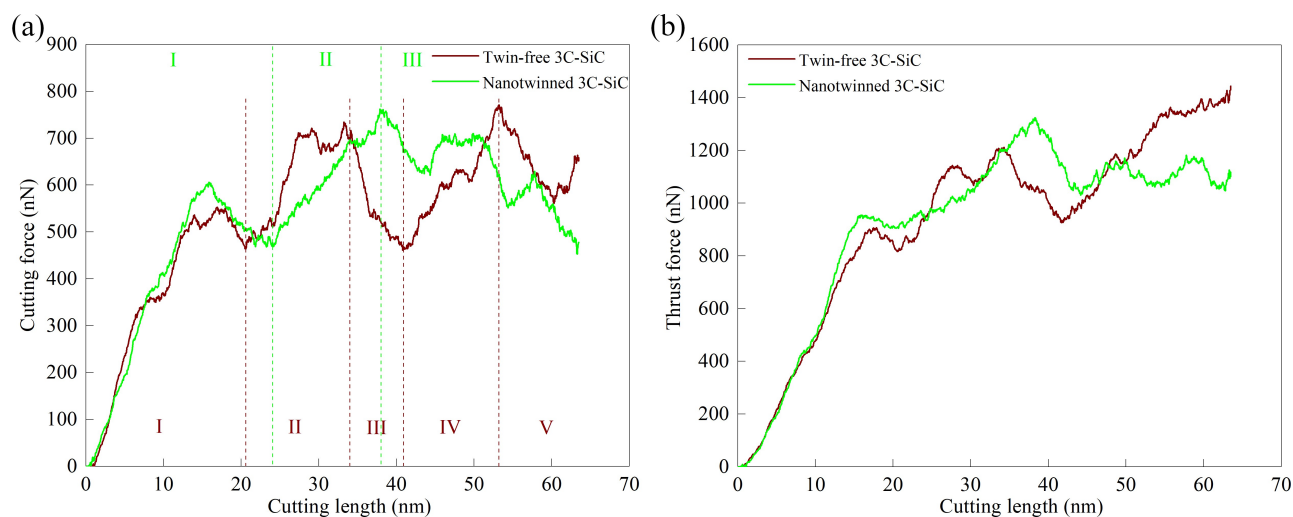 (a)
900
800
700
600
500
400
300
200
100
0
Cutting force (nN)
I
II
III
Twin-free 3C-SiC
Nanotwinned 3C-SiC
I
II
III
IV
V
0
10
20
30
40
50
60
70
Cutting length (nm)
(b)
1600
1400
1200
1000
800
600
400
200
0
Thrust force (nN)
Twin-free 3C-SiC
Nanotwinned 3C-SiC
0
10
20
30
40
50
60
70
Cutting length (nm)